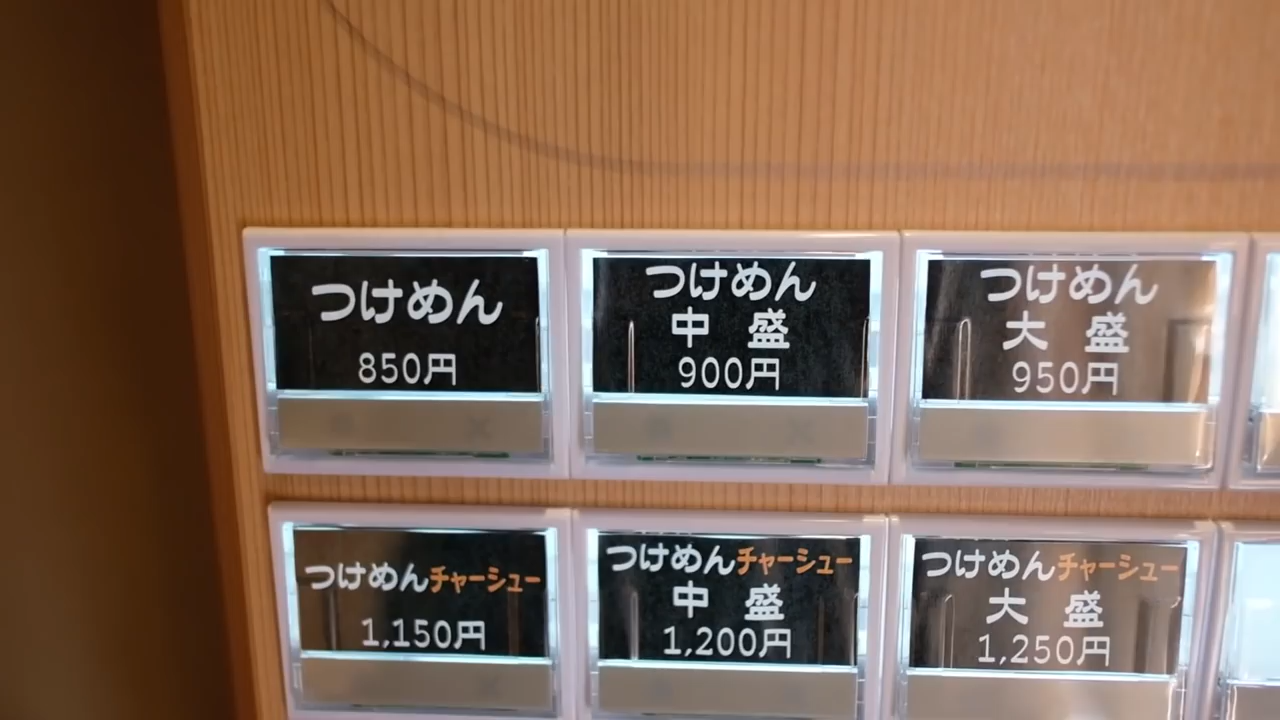 つけめん
850円
つけめん
中 盛
900円
つけめん
大 盛
950円
つけめんチャーシュー
1,150円
つけめんチャーシュー
中 盛
1,200円
つけめんチャーシュー
大 盛
1,250円